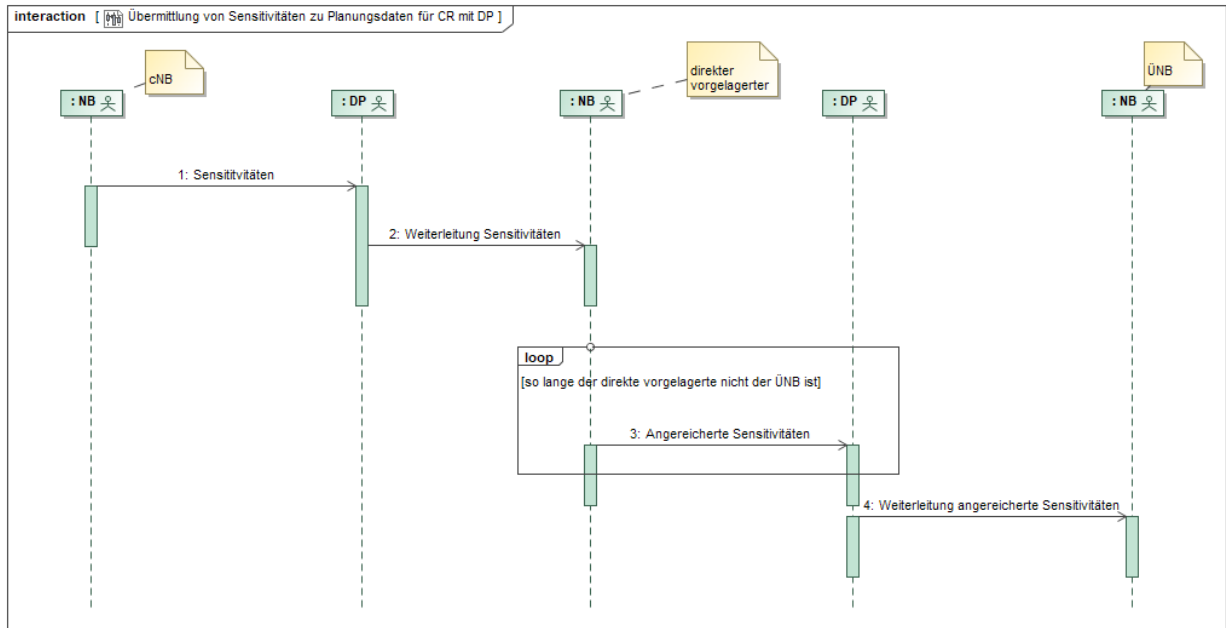 interaction [ Übermittlung von Sensitivitäten zu Planungsdaten für CR mit DP ]
cNB
direkter
vorgelagerter
ÜNB
: NB
: DP
: NB
: DP
: NB
1: Sensititvitäten
2: Weiterleitung Sensitivitäten
loop
[so lange der direkte vorgelagerte nicht der ÜNB ist]
3: Angereicherte Sensitivitäten
4: Weiterleitung angereicherte Sensitivitäten